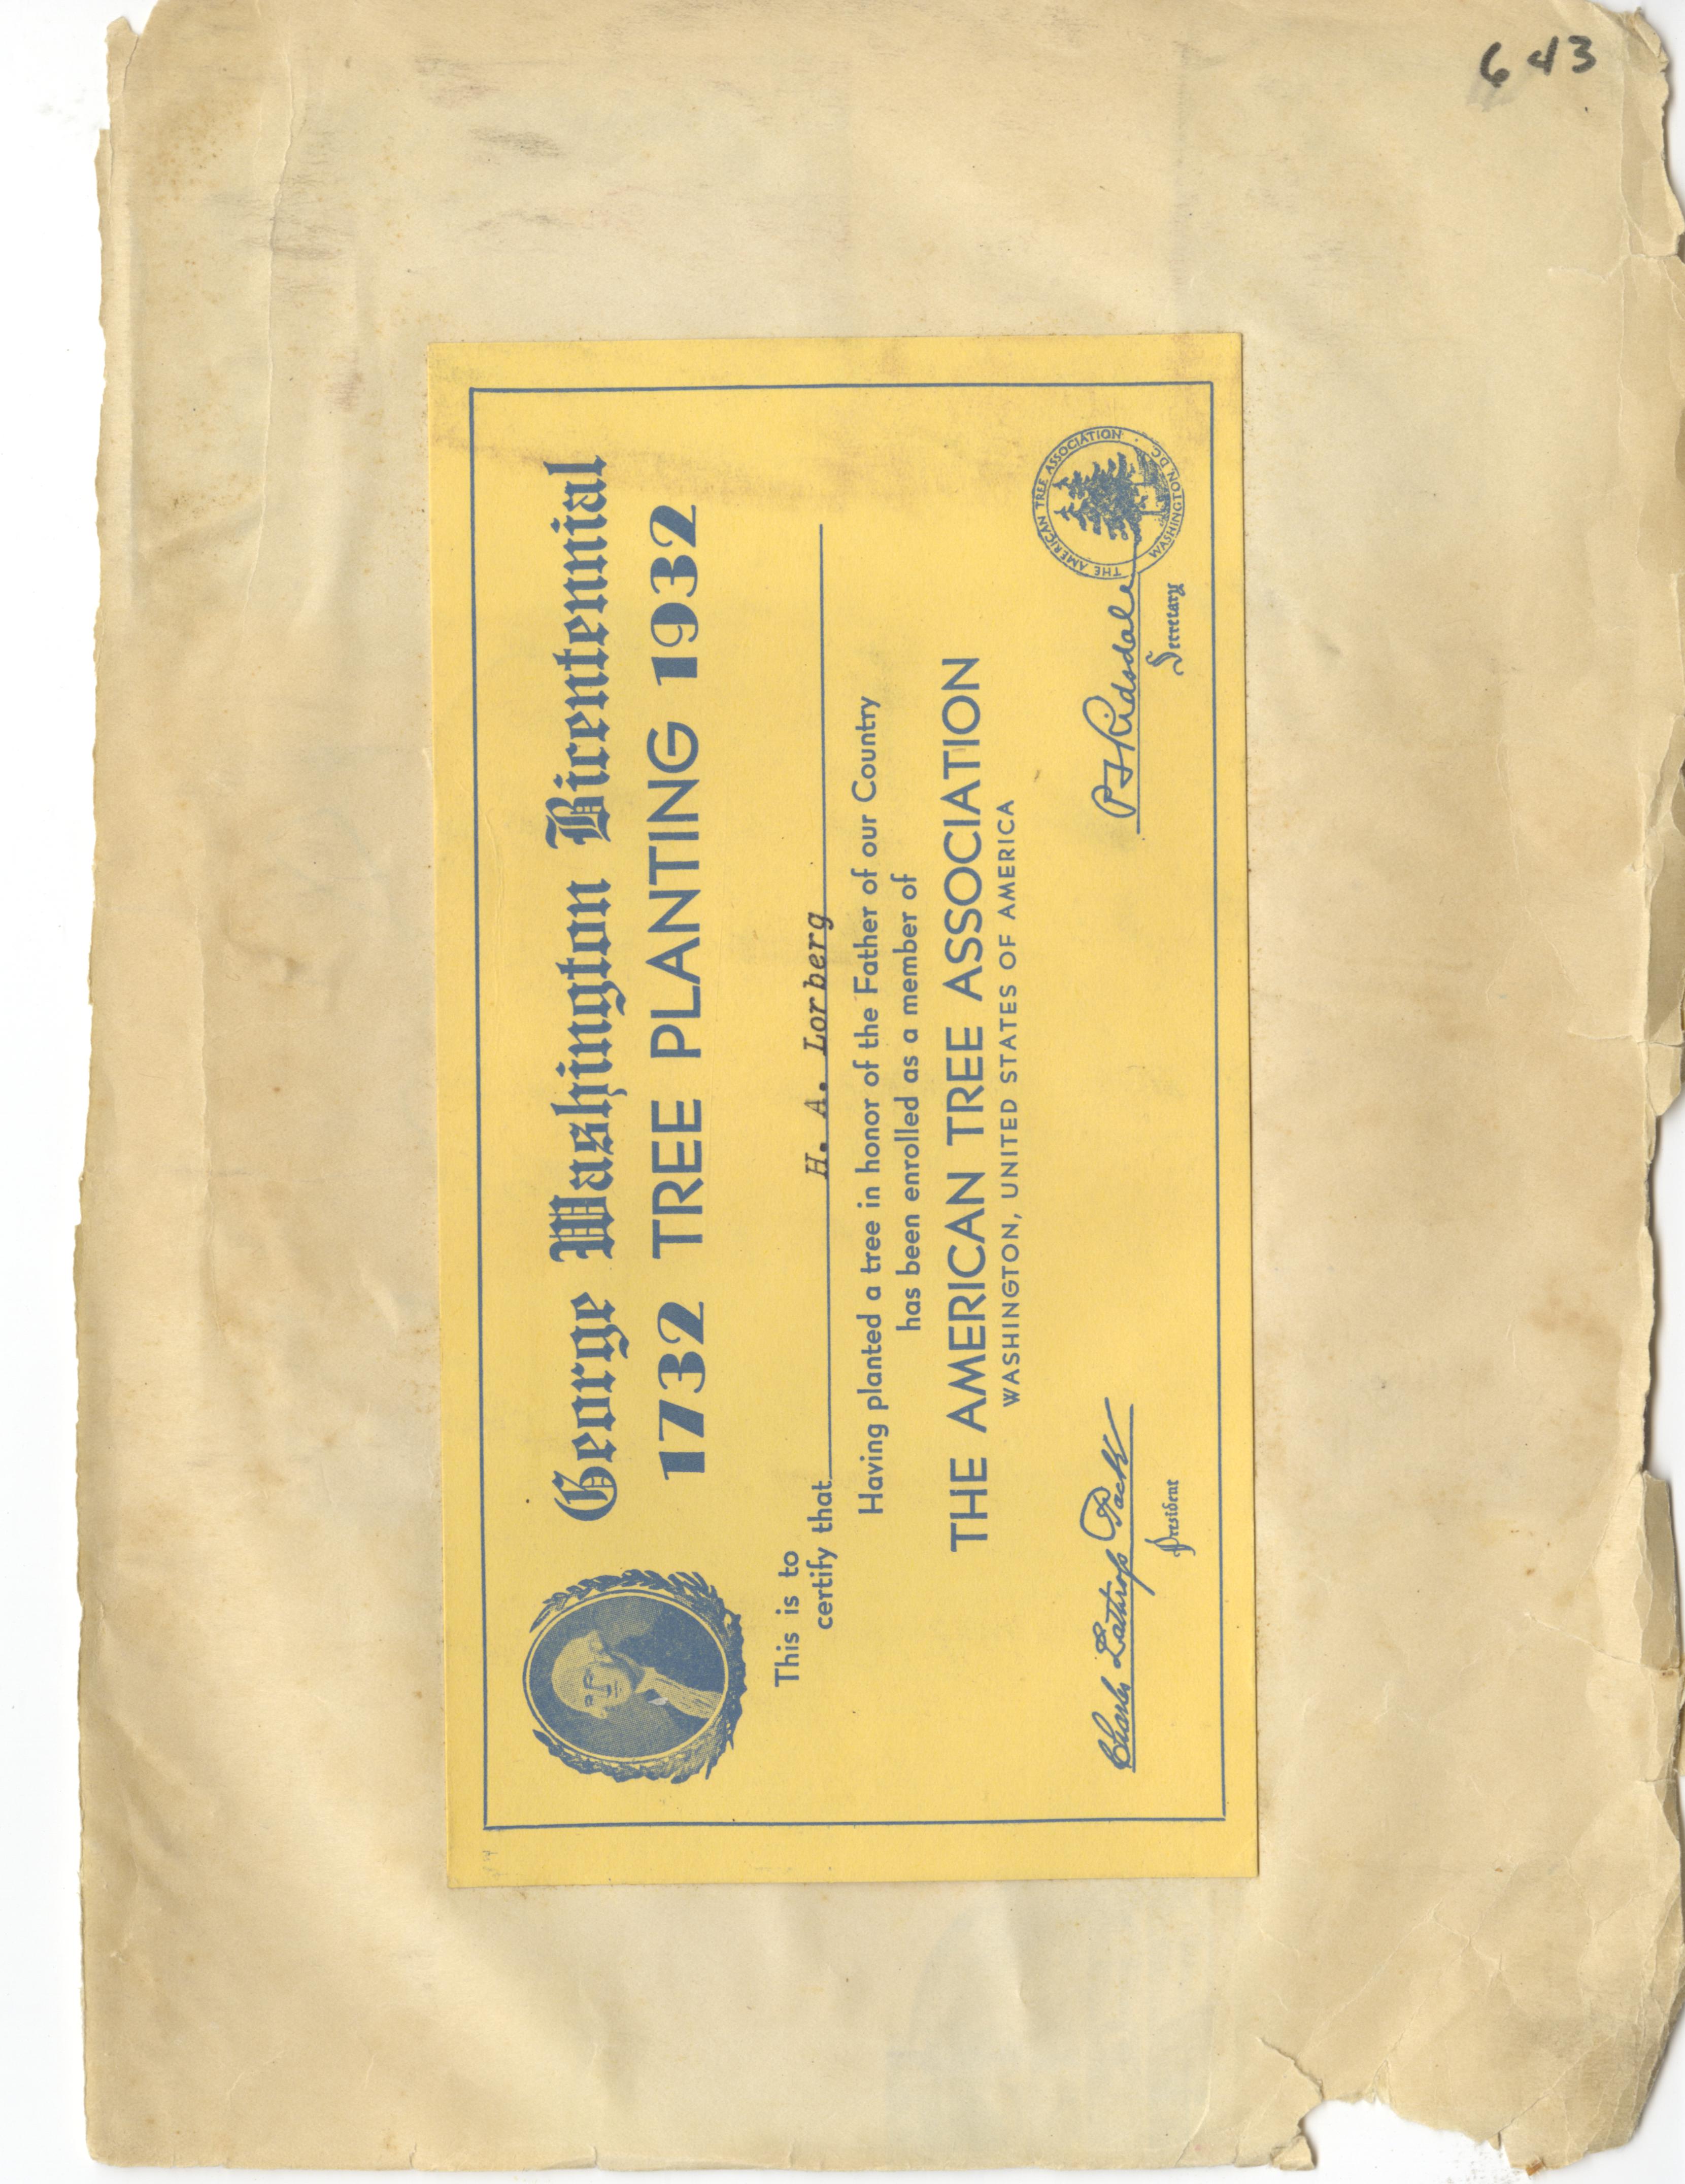 643
George Washington Bicentennial
1732 TREE PLANTING 1932
This is to
certify that H. A. Lorberg
Having planted a tree in honor of the Father of our Country
has been enrolled as a member of
THE AMERICAN TREE ASSOCIATION
WASHINGTON, UNITED STATES OF AMERICA
Charles Lathrop Pack
President
P S Ridsdale
Secretary
THE AMERICAN TREE ASSOCIATION
WASHINGTON, D.C.